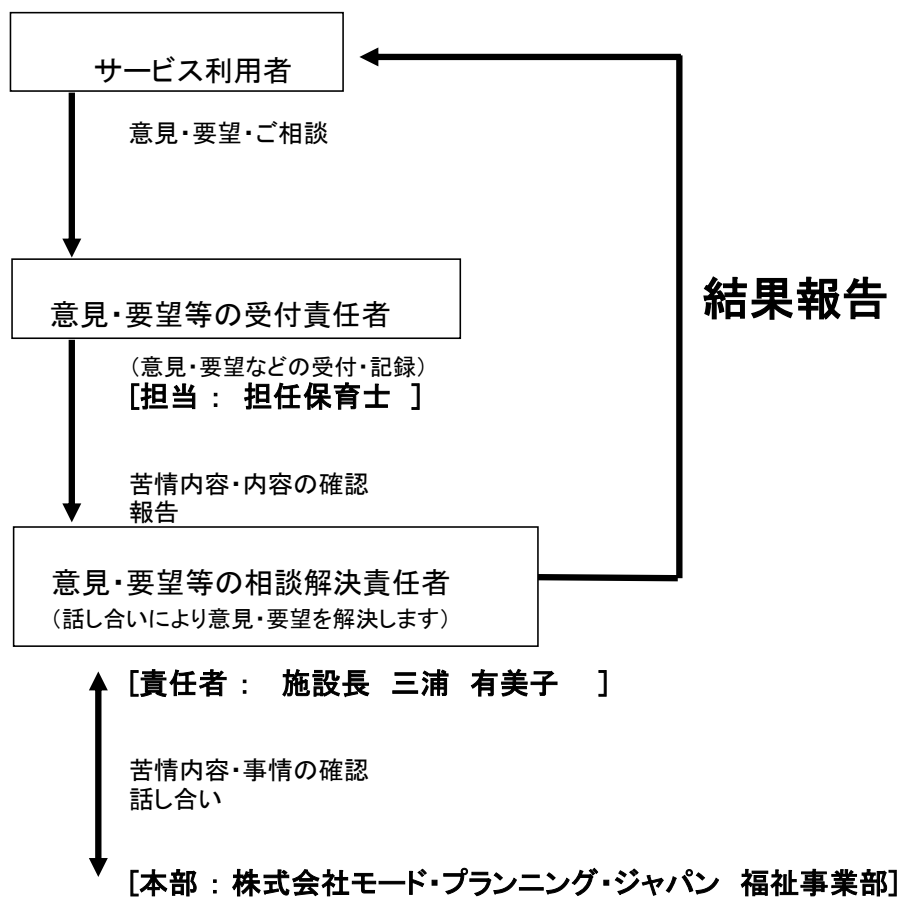 サービス利用者
意見・要望・ご相談
結果報告
意見・要望等の受付責任者
（意見・要望などの受付・記録）
［担当 ： 担任保育士 ］
苦情内容・内容の確認
報告
意見・要望等の相談解決責任者
（話し合いにより意見・要望を解決します）
［責任者 ： 施設長 三浦 有美子 ］
苦情内容・事情の確認
話し合い
［本部 ： 株式会社モード・プランニング・ジャパン 福祉事業部］